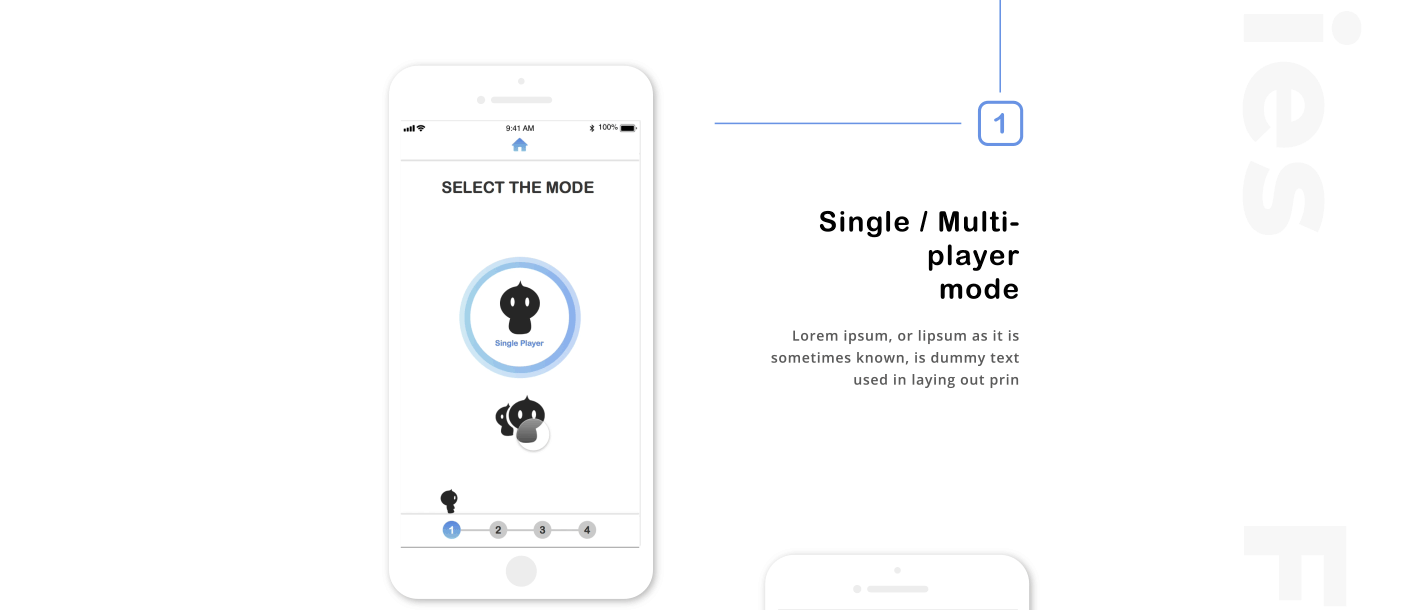 9:41 AM
100%
SELECT THE MODE
Single Player
1
2
3
4
1
Single / Multi-
player
mode
Lorem ipsum, or lipsum as it is
sometimes known, is dummy text
used in laying out prin
ies
F